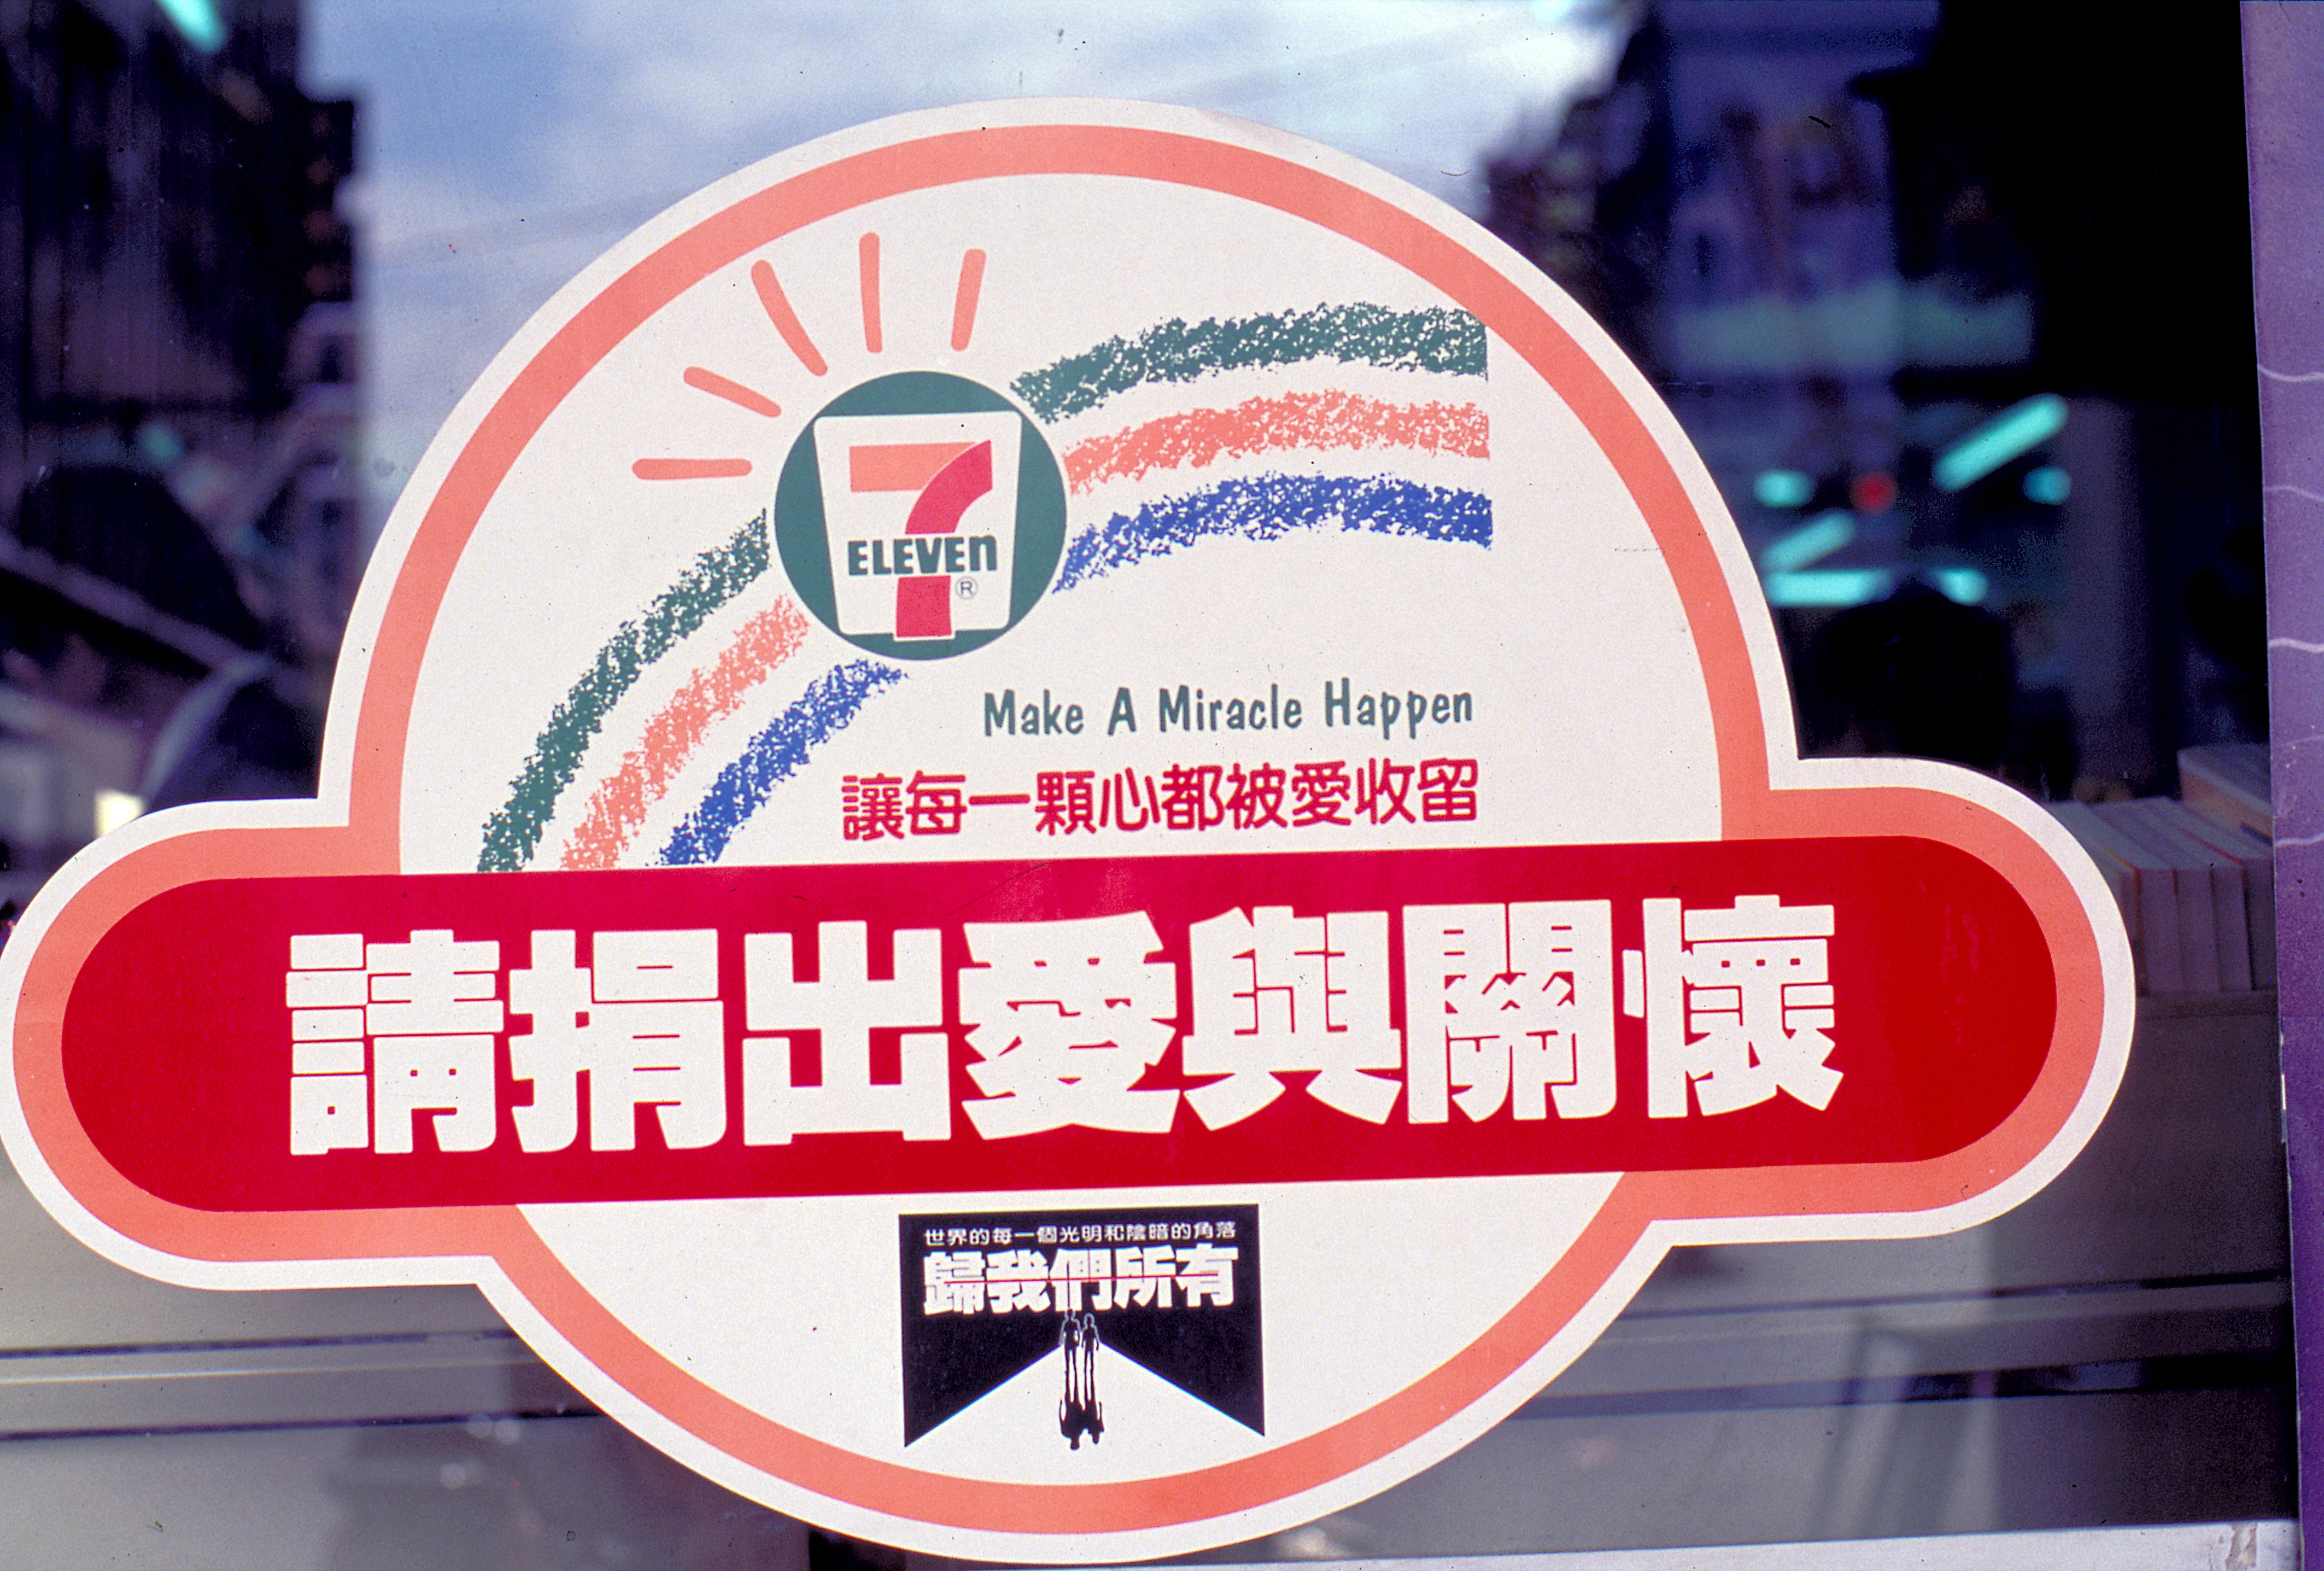 7
ELEVEn
®
Make A Miracle Happen
讓每一顆心都被愛收留
請捐出愛與關懷
世界的每一個光明和陰暗的角落
歸我們所有